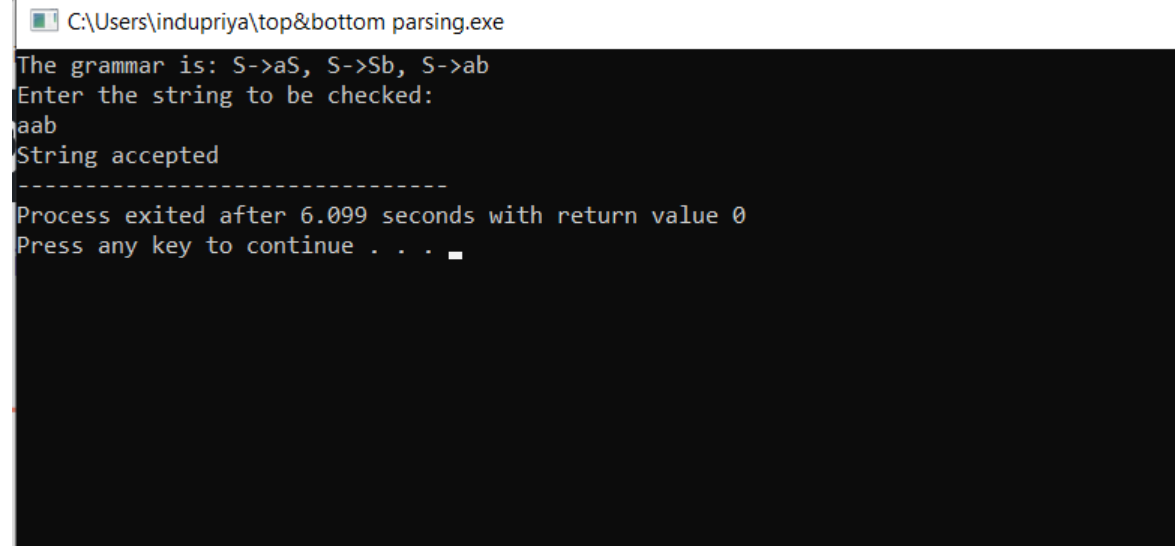 C:\Users\indupriya\top&bottom parsing.exe
The grammar is: S->aS, S->Sb, S->ab
Enter the string to be checked:
aab
String accepted
--------------------------------
Process exited after 6.099 seconds with return value 0
Press any key to continue . . .